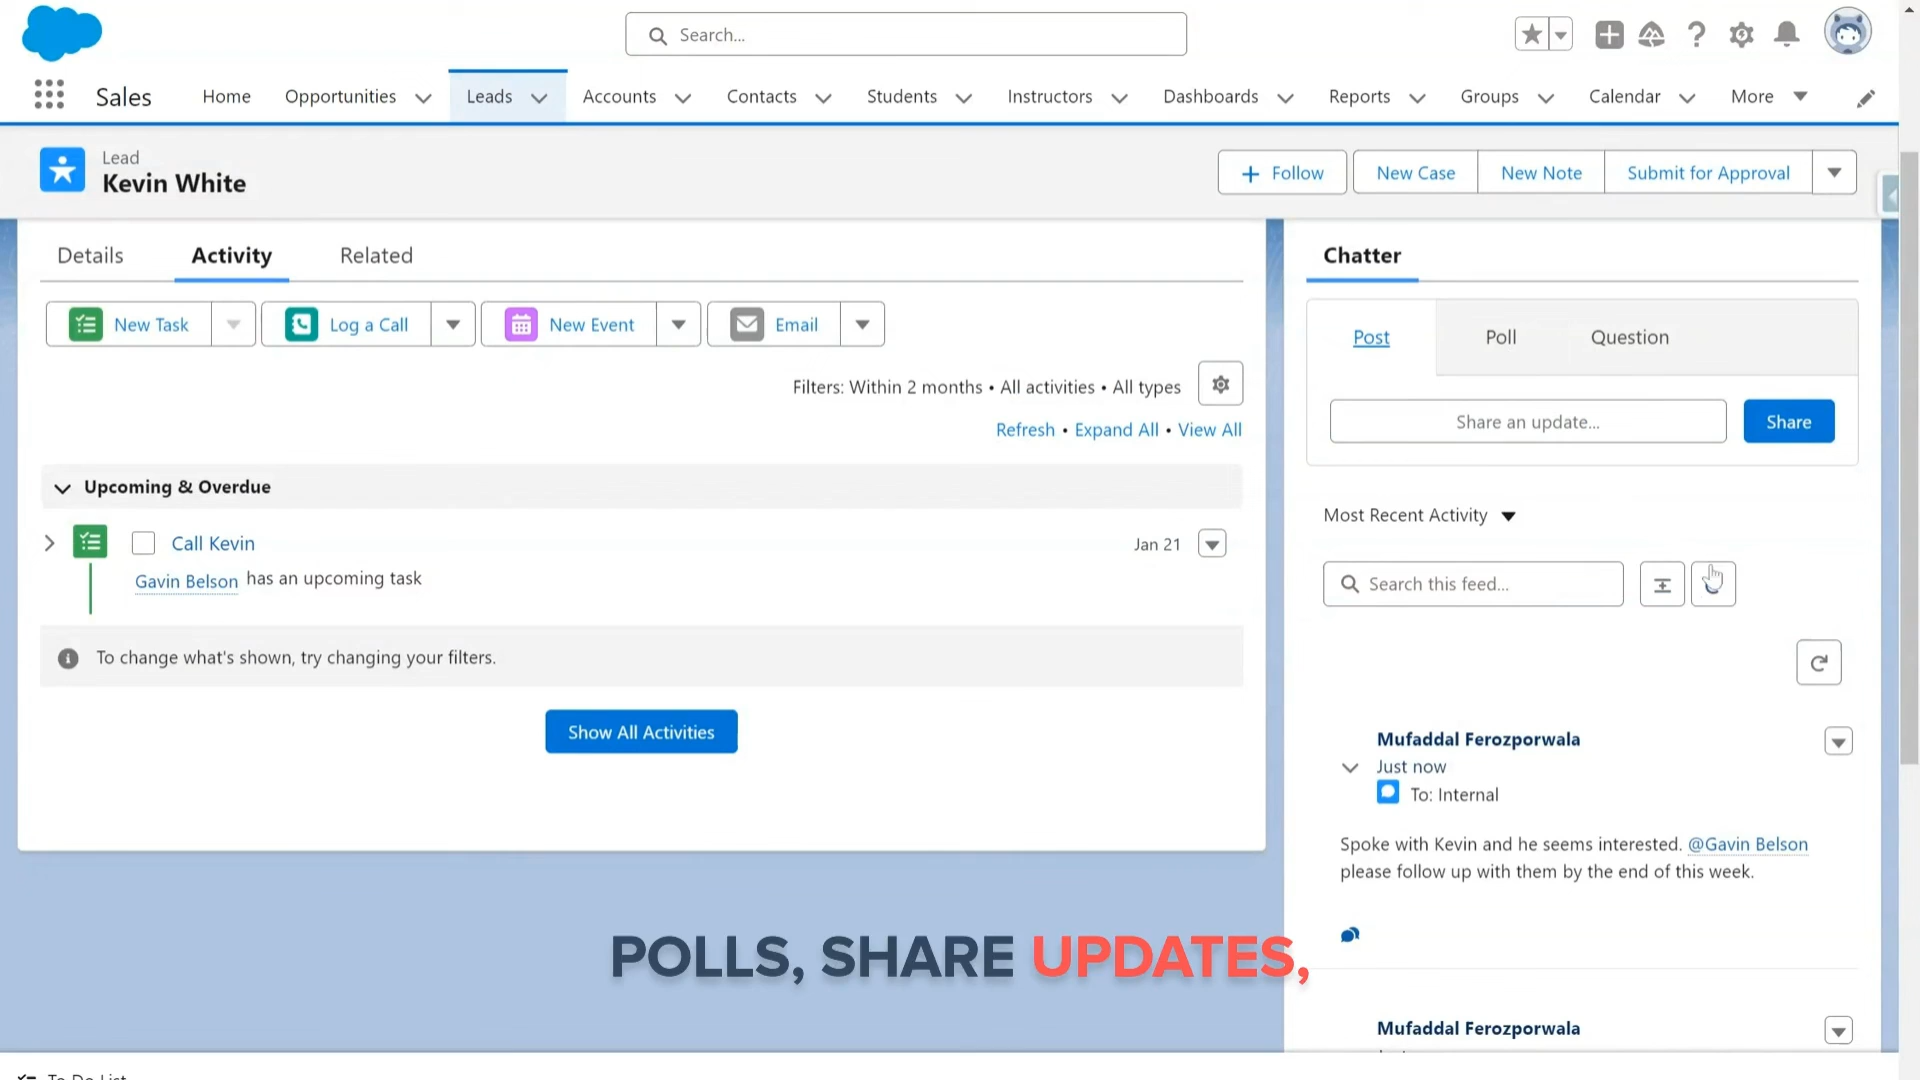 Search...
Sales Home Opportunities Leads Accounts Contacts Students Instructors Dashboards Reports Groups Calendar More
Lead
Kevin White
Follow New Case New Note Submit for Approval
Details Activity Related
New Task Log a Call New Event Email
Filters: Within 2 months • All activities • All types
Refresh • Expand All • View All
Upcoming & Overdue
Call Kevin Jan 21
Gavin Belson has an upcoming task
To change what's shown, try changing your filters.
Show All Activities
Chatter
Post Poll Question
Share an update... Share
Most Recent Activity
Search this feed...
Mufaddal Ferozporwala
Just now
To: Internal
Spoke with Kevin and he seems interested. @Gavin Belson
please follow up with them by the end of this week.
POLLS, SHARE UPDATES,
Mufaddal Ferozporwala
To Do List